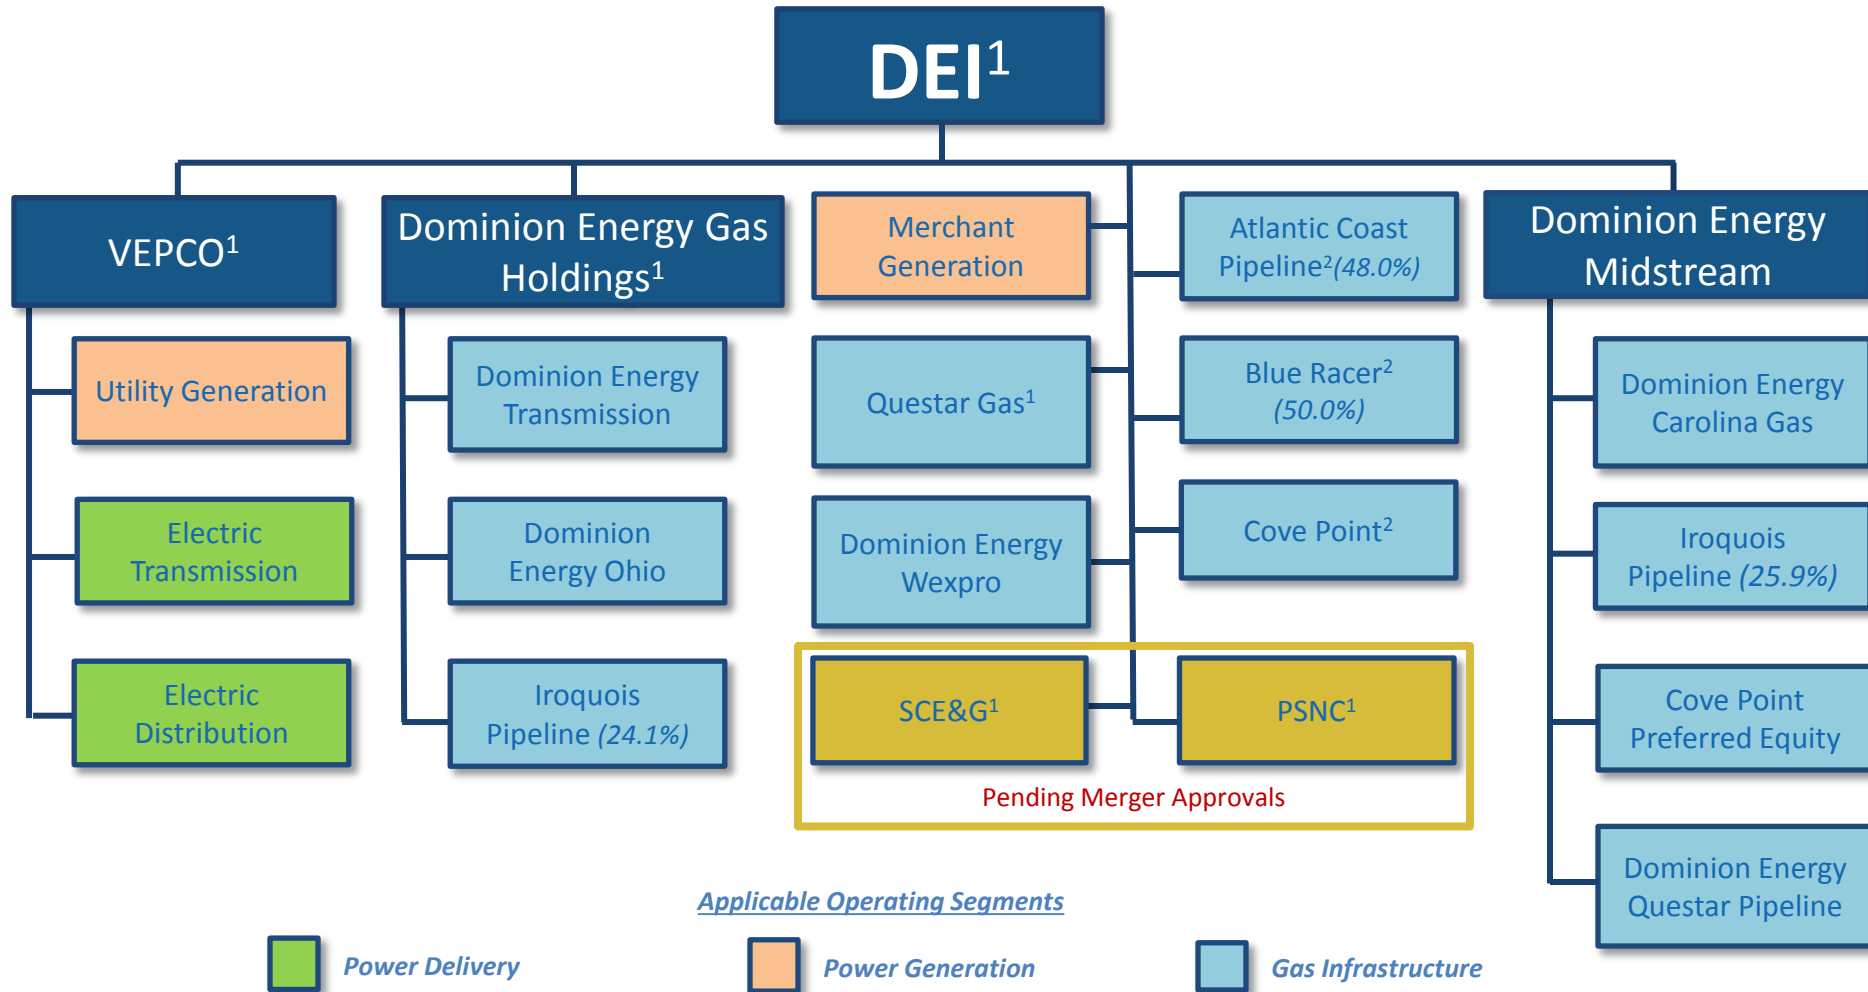 DEI¹
VEPCO¹
Utility Generation
Electric
Transmission
Electric
Distribution
Dominion Energy Gas
Holdings¹
Dominion Energy
Transmission
Dominion
Energy Ohio
Iroquois
Pipeline (24.1%)
Merchant
Generation
Questar Gas¹
Dominion Energy
Wexpro
SCE&G¹
Atlantic Coast
Pipeline²(48.0%)
Blue Racer²
(50.0%)
Cove Point²
PSNC¹
Pending Merger Approvals
Dominion Energy
Midstream
Dominion Energy
Carolina Gas
Iroquois
Pipeline (25.9%)
Cove Point
Preferred Equity
Dominion Energy
Questar Pipeline
Applicable Operating Segments
Power Delivery
Power Generation
Gas Infrastructure